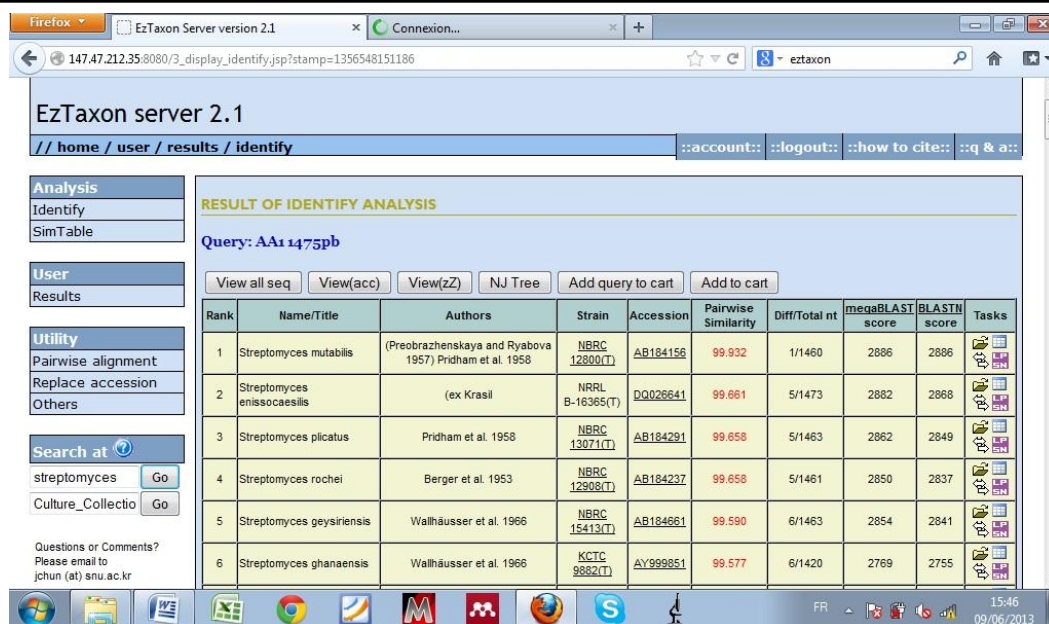 Firefox
EzTaxon Server version 2.1
Connexion...
147.47.212.35:8080/3_display_identify.jsp?stamp=1356548151186
eztaxon
EzTaxon server 2.1
// home / user / results / identify
::account:: ::logout:: ::how to cite:: ::q & a::
Analysis
Identify
SimTable
User
Results
Utility
Pairwise alignment
Replace accession
Others
Search at
streptomyces Go
Culture_Collectio Go
Questions or Comments?
Please email to
jchun (at) snu.ac.kr
RESULT OF IDENTIFY ANALYSIS
Query: AA1 1475pb
View all seq View(acc) View(zZ) NJ Tree Add query to cart Add to cart
Rank Name/Title Authors Strain Accession Pairwise Similarity Diff/Total nt megaBLAST score BLASTN score Tasks
1 Streptomyces mutabilis (Preobrazhenskaya and Ryabova 1957) Pridham et al. 1958 NBRC 12800(T) AB184156 99.932 1/1460 2886 2886
2 Streptomyces enissocaesilis (ex Krasil NRRL B-16365(T) DQ026641 99.661 5/1473 2882 2868
3 Streptomyces plicatus Pridham et al. 1958 NBRC 13071(T) AB184291 99.658 5/1463 2862 2849
4 Streptomyces rochei Berger et al. 1953 NBRC 12908(T) AB184237 99.658 5/1461 2850 2837
5 Streptomyces geysiriensis Wallhäusser et al. 1966 NBRC 15413(T) AB184661 99.590 6/1463 2854 2841
6 Streptomyces ghanaensis Wallhäusser et al. 1966 KCTC 9882(T) AY999851 99.577 6/1420 2769 2755
FR
15:46
09/06/2013